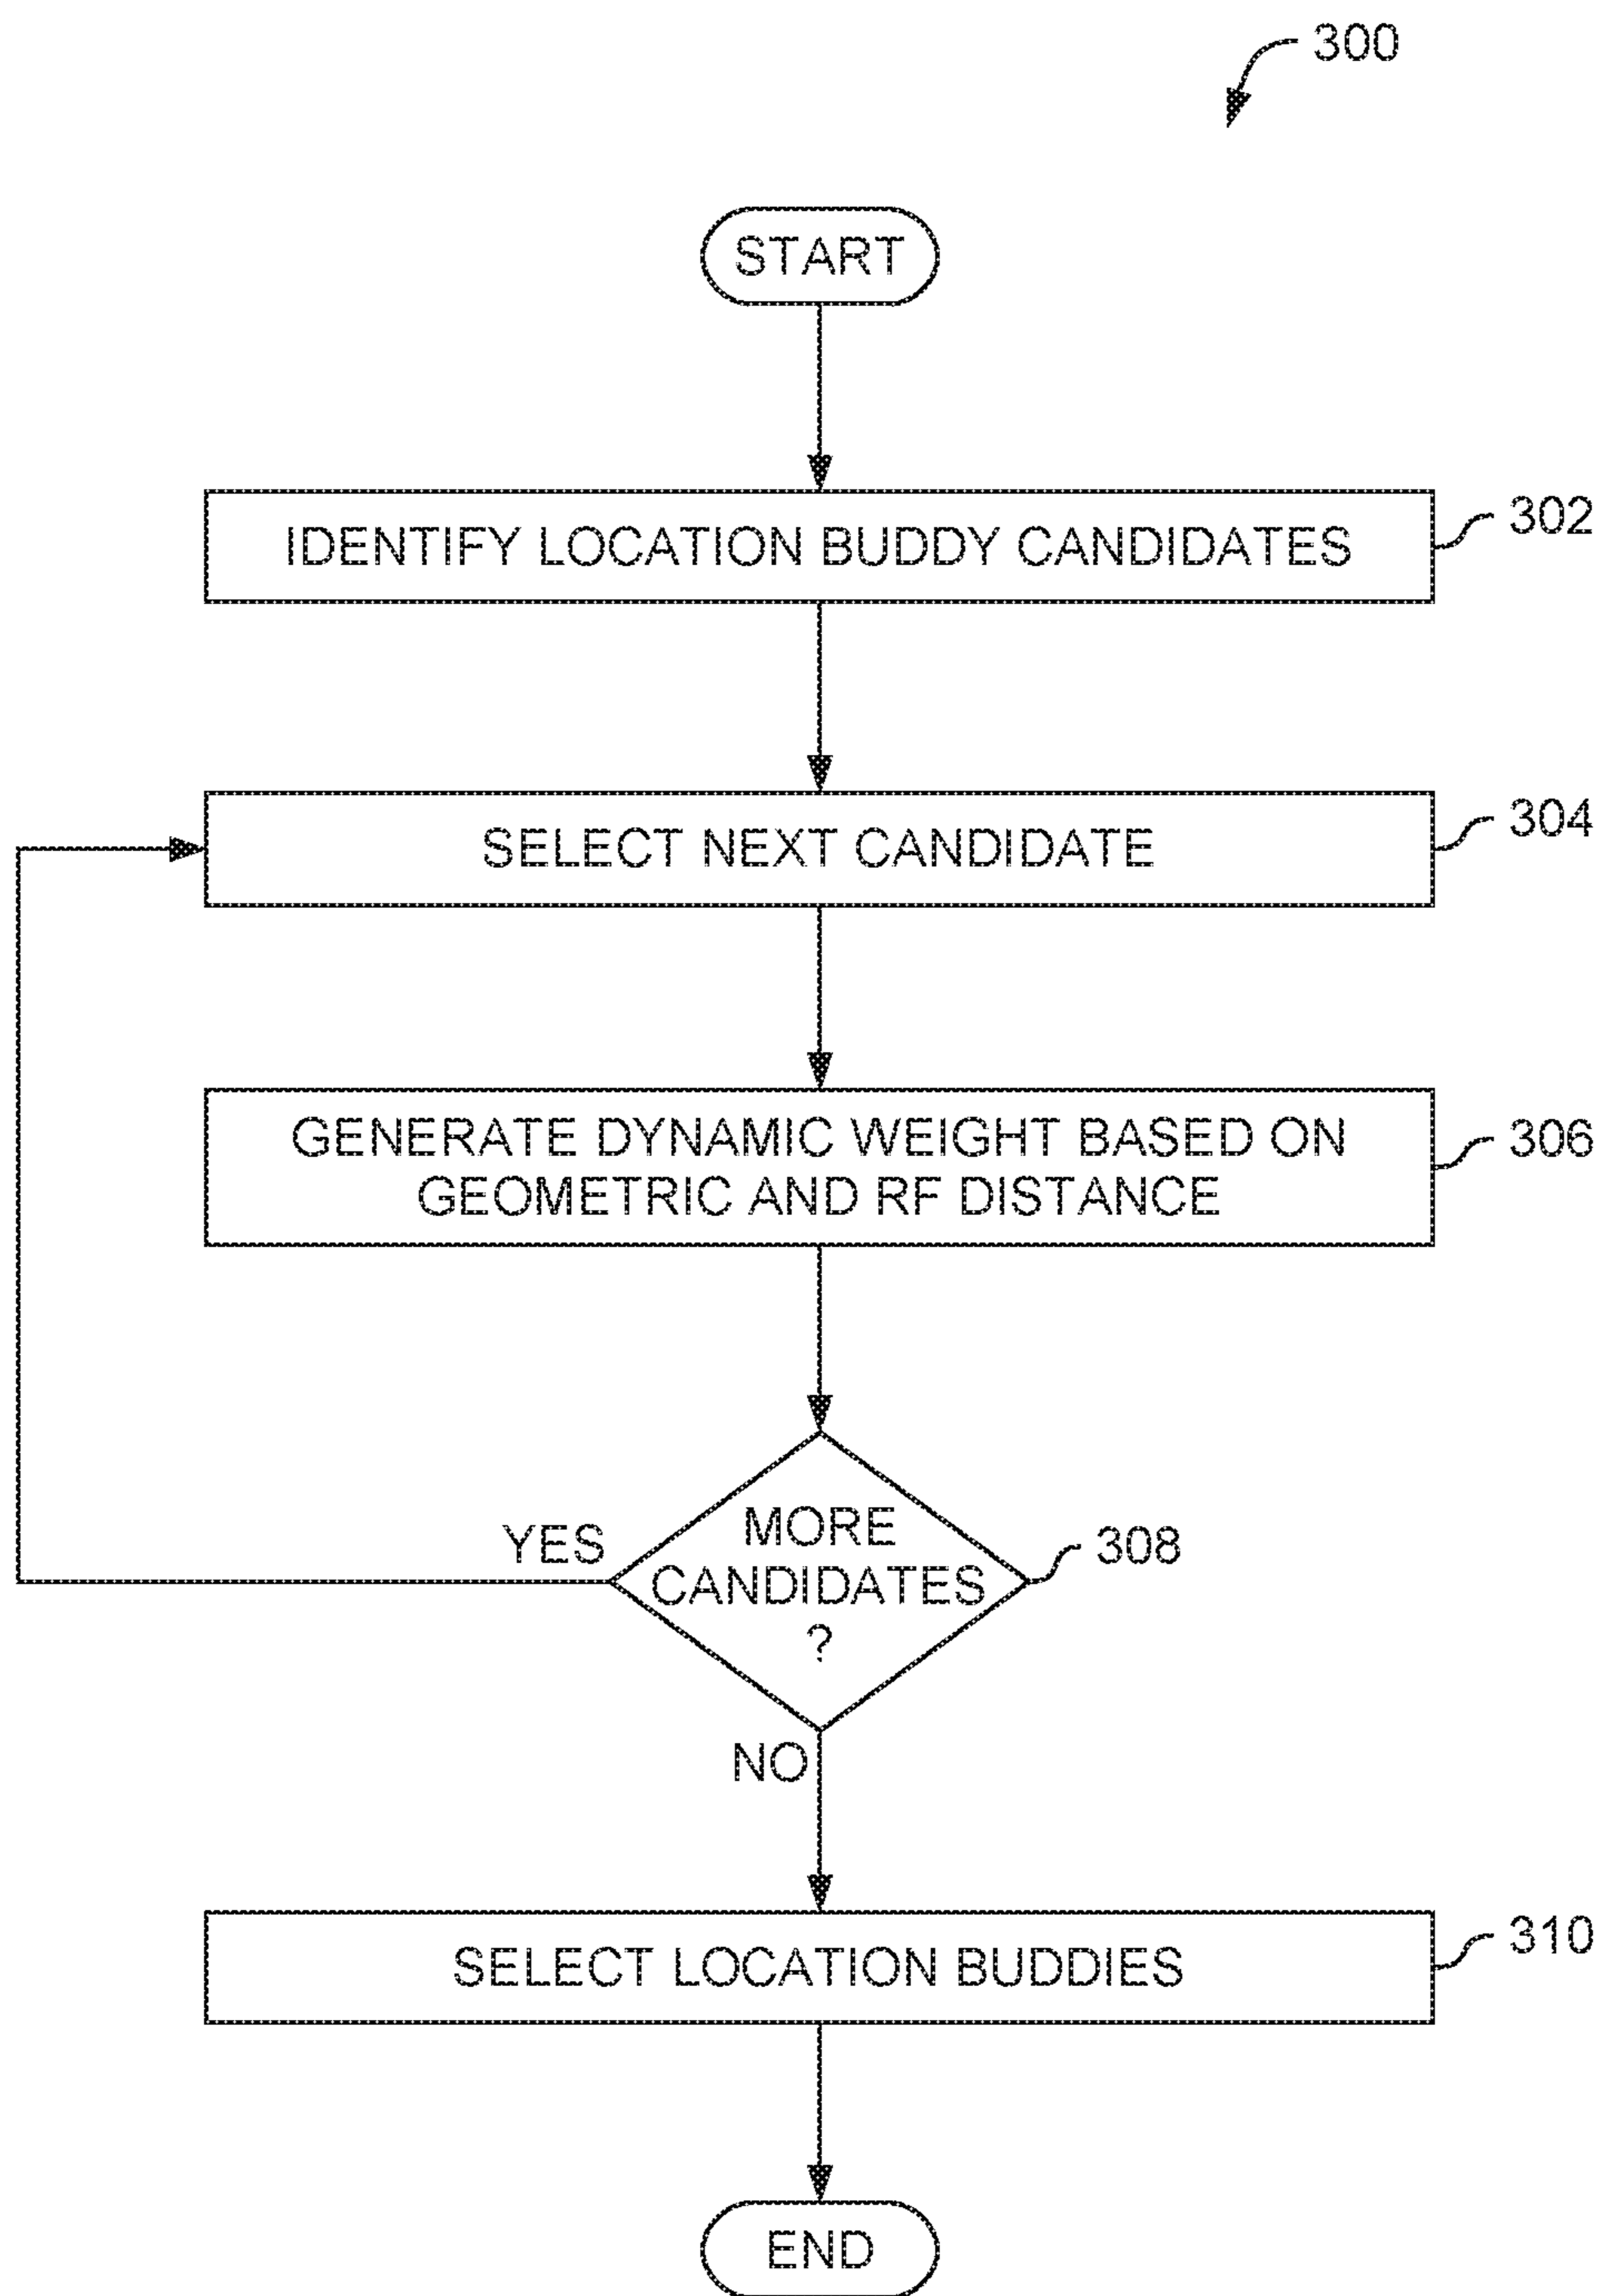 300
START
IDENTIFY LOCATION BUDDY CANDIDATES
302
SELECT NEXT CANDIDATE
304
GENERATE DYNAMIC WEIGHT BASED ON
GEOMETRIC AND RF DISTANCE
306
YES
MORE
CANDIDATES
?
308
NO
SELECT LOCATION BUDDIES
310
END